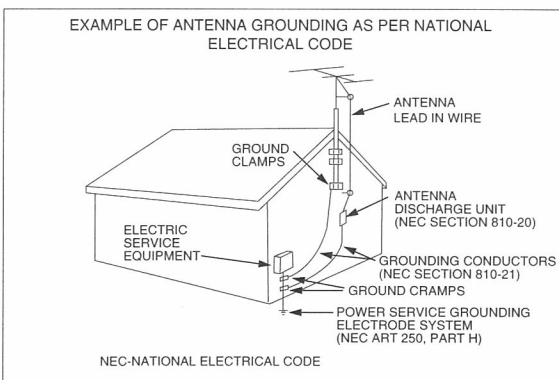 EXAMPLE OF ANTENNA GROUNDING AS PER NATIONAL
ELECTRICAL CODE
ANTENNA
LEAD IN WIRE
GROUND
CLAMPS
ANTENNA
DISCHARGE UNIT
(NEC SECTION 810-20)
ELECTRIC
SERVICE
EQUIPMENT
GROUNDING CONDUCTORS
(NEC SECTION 810-21)
GROUND CRAMPS
POWER SERVICE GROUNDING
ELECTRODE SYSTEM
(NEC ART 250, PART H)
NEC-NATIONAL ELECTRICAL CODE